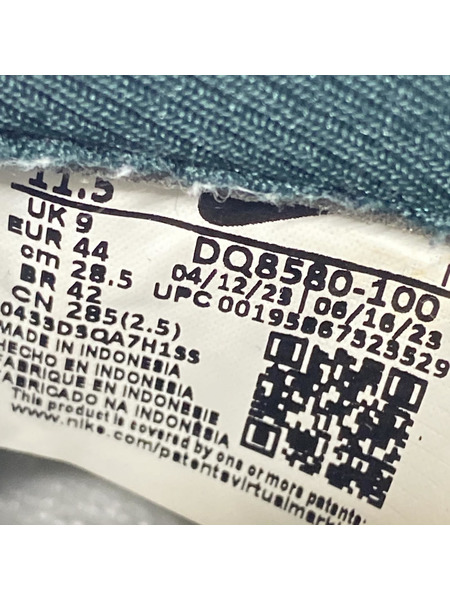 11.5
UK 9
EUR 44
cm 28.5
BR 42
CN 285(2.5)
DQ8580-100
04/12/23 06/16/23
UPC 00195867323529
0433D3QA7H1SS
MADE IN INDONESIA
HECHO EN INDONESIA
FABRIQUE EN INDONESIE
FABRICADO NA INDONESIA
This product is covered by one or more patents:
www.nike.com/patentsvirtualmark